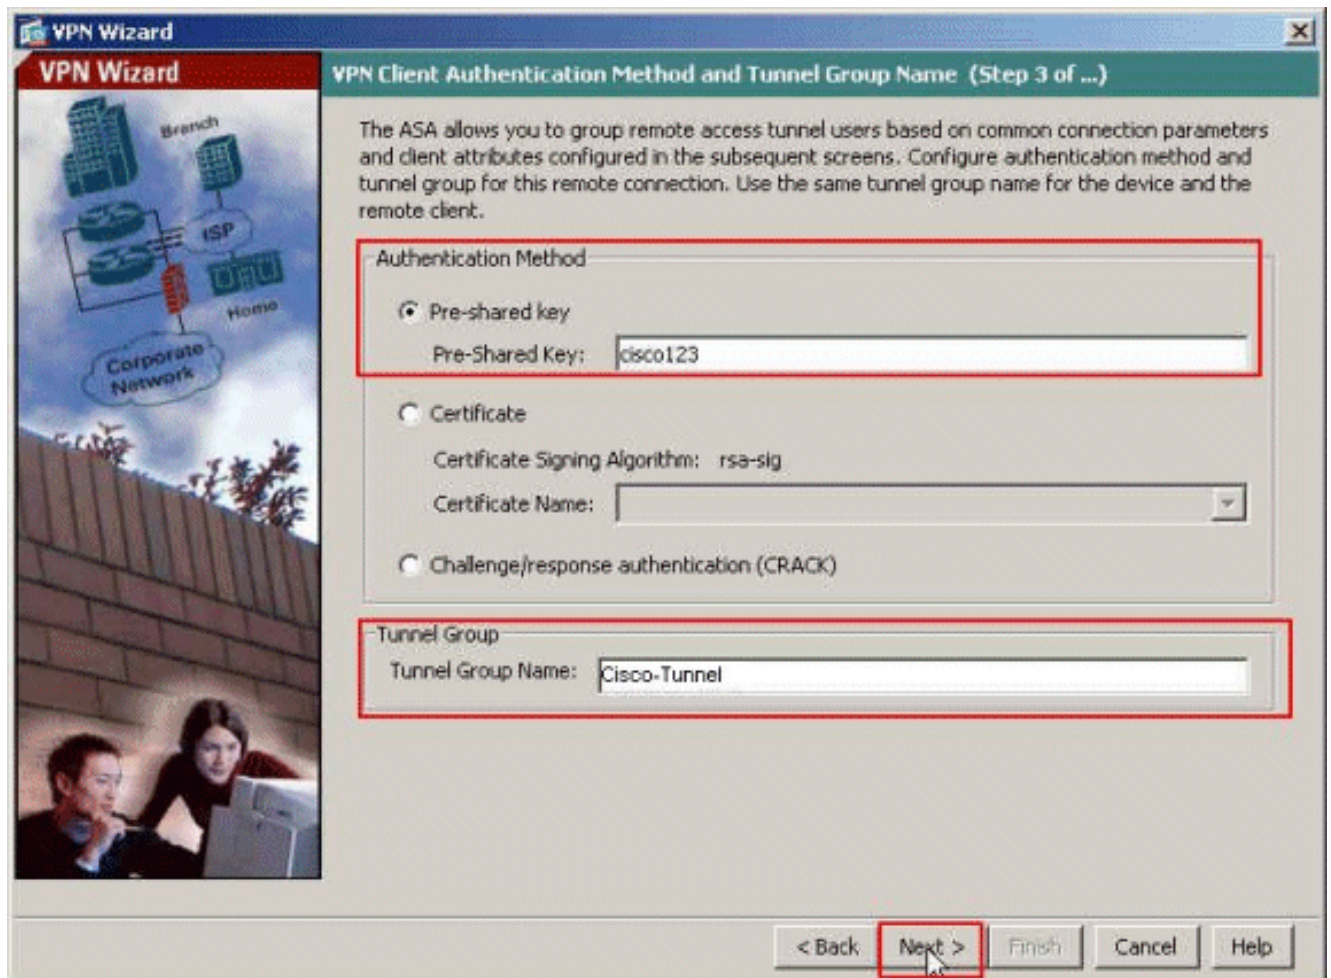 VPN Wizard
VPN Wizard
Branch
ISP
Home
Corporate
Network
VPN Client Authentication Method and Tunnel Group Name (Step 3 of ...)
The ASA allows you to group remote access tunnel users based on common connection parameters
and client attributes configured in the subsequent screens. Configure authentication method and
tunnel group for this remote connection. Use the same tunnel group name for the device and the
remote client.
Authentication Method
Pre-shared key
Pre-Shared Key: cisco123
Certificate
Certificate Signing Algorithm: rsa-sig
Certificate Name:
Challenge/response authentication (CRACK)
Tunnel Group
Tunnel Group Name: Cisco-Tunnel
< Back Next > Finish Cancel Help